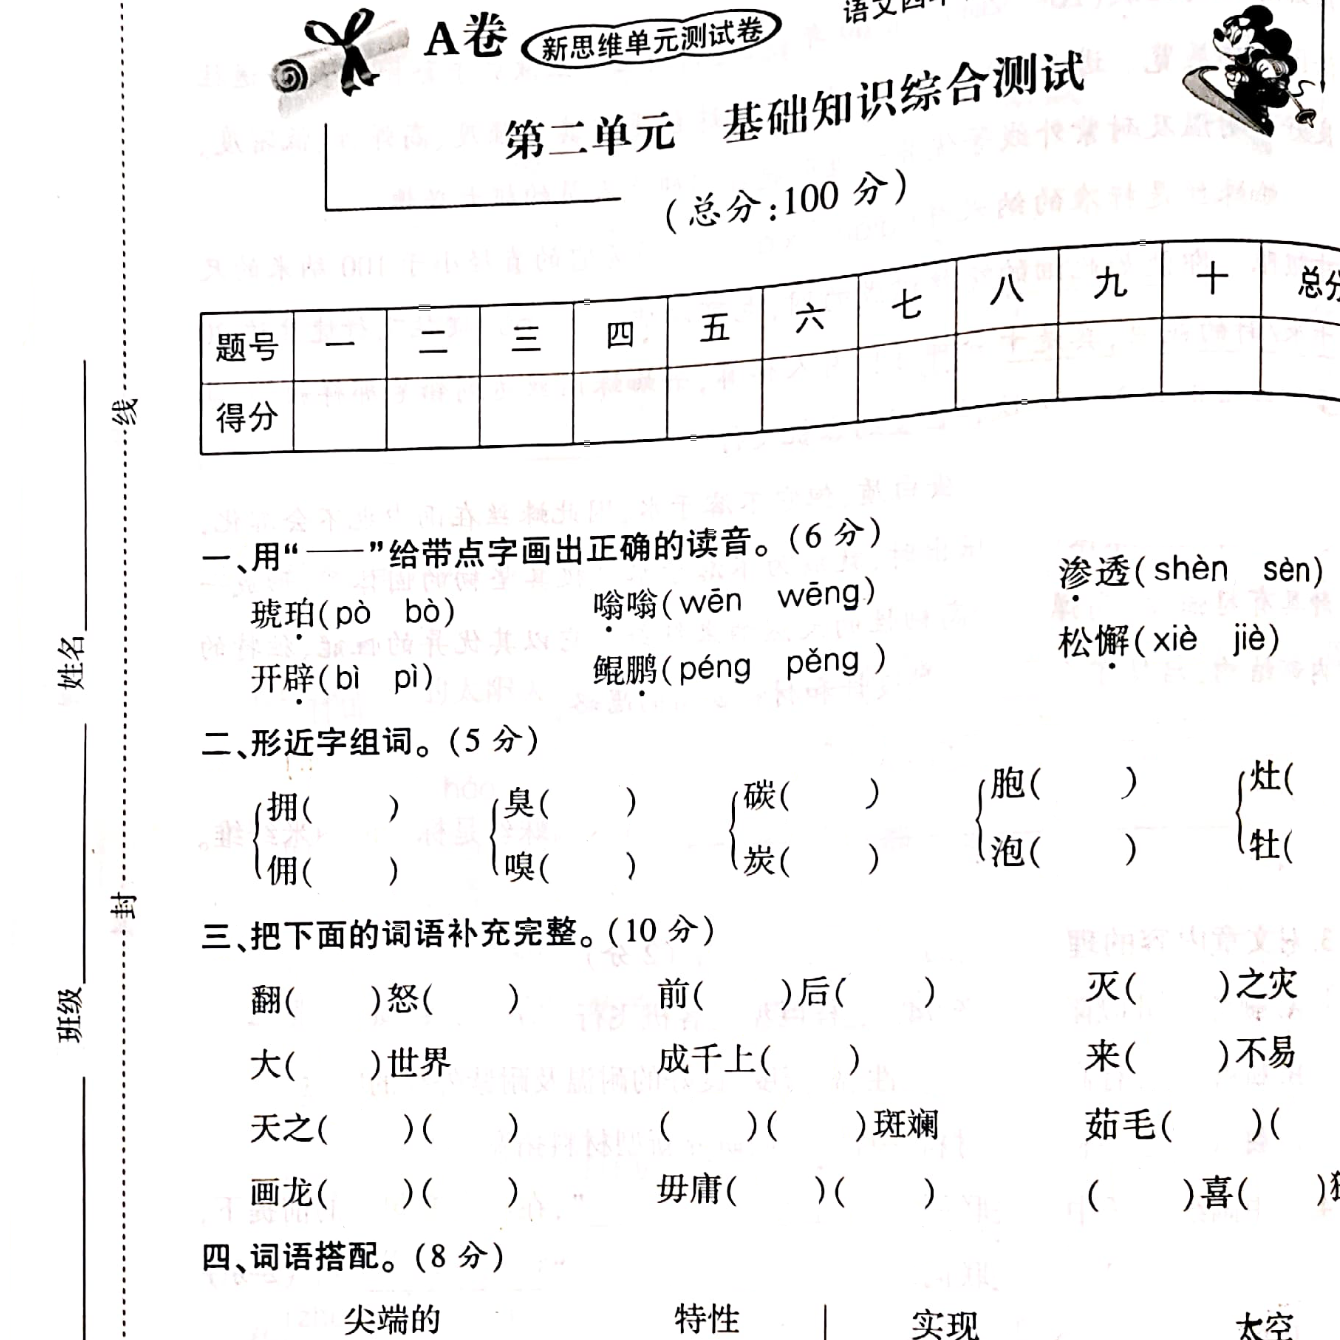 A卷 新思维单元测试卷
语文四
第二单元 基础知识综合测试
(总分:100 分)
题号 一 二 三 四 五 六 七 八 九 十 总分
得分
一、用“——”给带点字画出正确的读音。(6 分)
琥珀(pò bò) 嗡嗡(wēn wēng) 渗透(shèn sèn)
开辟(bì pì) 鲲鹏(péng pěng ) 松懈(xiè jiè)
二、形近字组词。(5 分)
拥( ) 臭( ) 碳( ) 胞( ) 灶(
佣( ) 嗅( ) 炭( ) 泡( ) 牡(
三、把下面的词语补充完整。(10 分)
翻( )怒( ) 前( )后( ) 灭( )之灾
大( )世界 成千上( ) 来( )不易
天之( )( ) ( )( )斑斓 茹毛( )(
画龙( )( ) 毋庸( )( ) ( )喜( )
四、词语搭配。(8 分)
尖端的 特性 实现 太空
线
封
姓名
班级